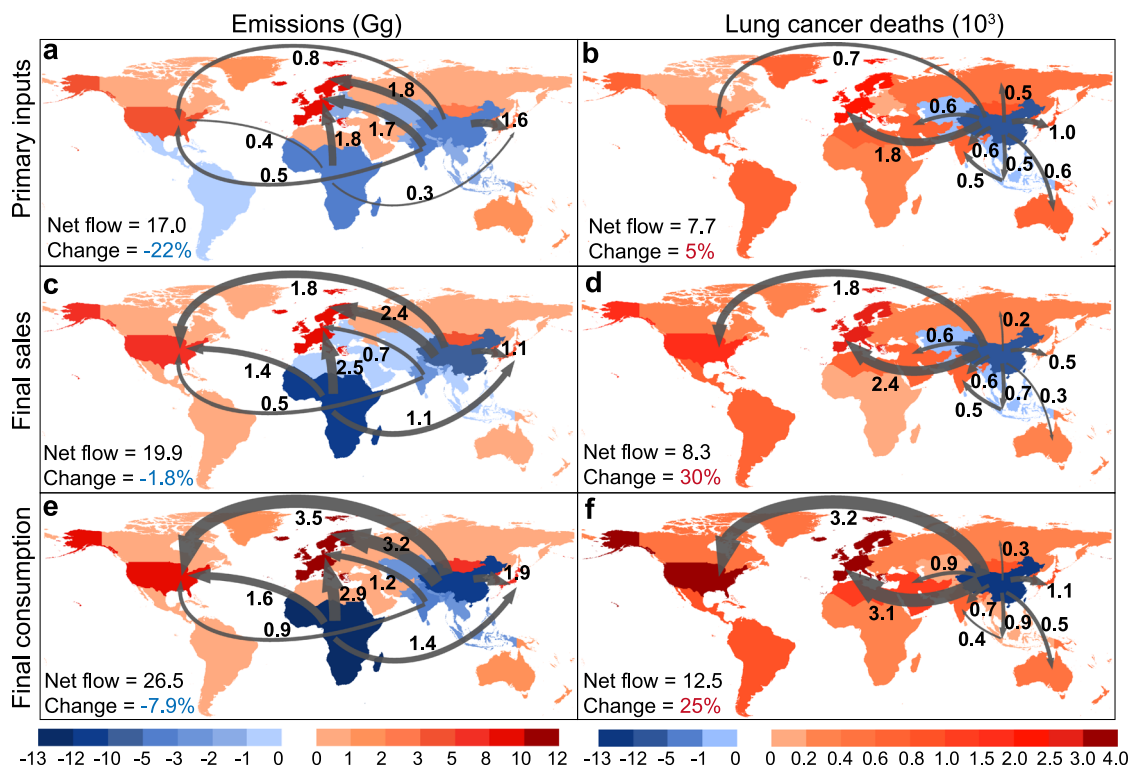 Emissions (Gg)
Lung cancer deaths (10³)
Primary inputs
a
0.8
1.8
1.6
1.7
1.8
0.4
0.5
0.3
Net flow = 17.0
Change = -22%
b
0.7
0.5
0.6
1.0
1.8
0.6
0.5
0.6
0.5
Net flow = 7.7
Change = 5%
Final sales
c
1.8
2.4
1.1
0.7
2.5
1.4
0.5
1.1
Net flow = 19.9
Change = -1.8%
d
1.8
0.2
0.6
0.5
2.4
0.6
0.7
0.3
0.5
Net flow = 8.3
Change = 30%
Final consumption
e
3.5
3.2
1.9
1.2
2.9
1.6
0.9
1.4
Net flow = 26.5
Change = -7.9%
f
3.2
0.3
0.9
1.1
3.1
0.7
0.9
0.5
0.4
Net flow = 12.5
Change = 25%
-13 -12 -10 -5 -3 -2 -1 0
0 1 2 3 5 8 10 12
-13 -12 -5 -1 0
0 0.2 0.4 0.6 0.8 1.0 1.5 2.0 2.5 3.0 4.0